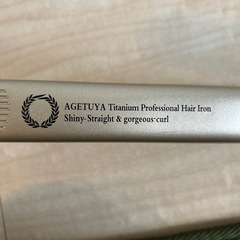 AGETUYA Titanium Professional Hair Iron
Shiny-Straight & gorgeous-curl